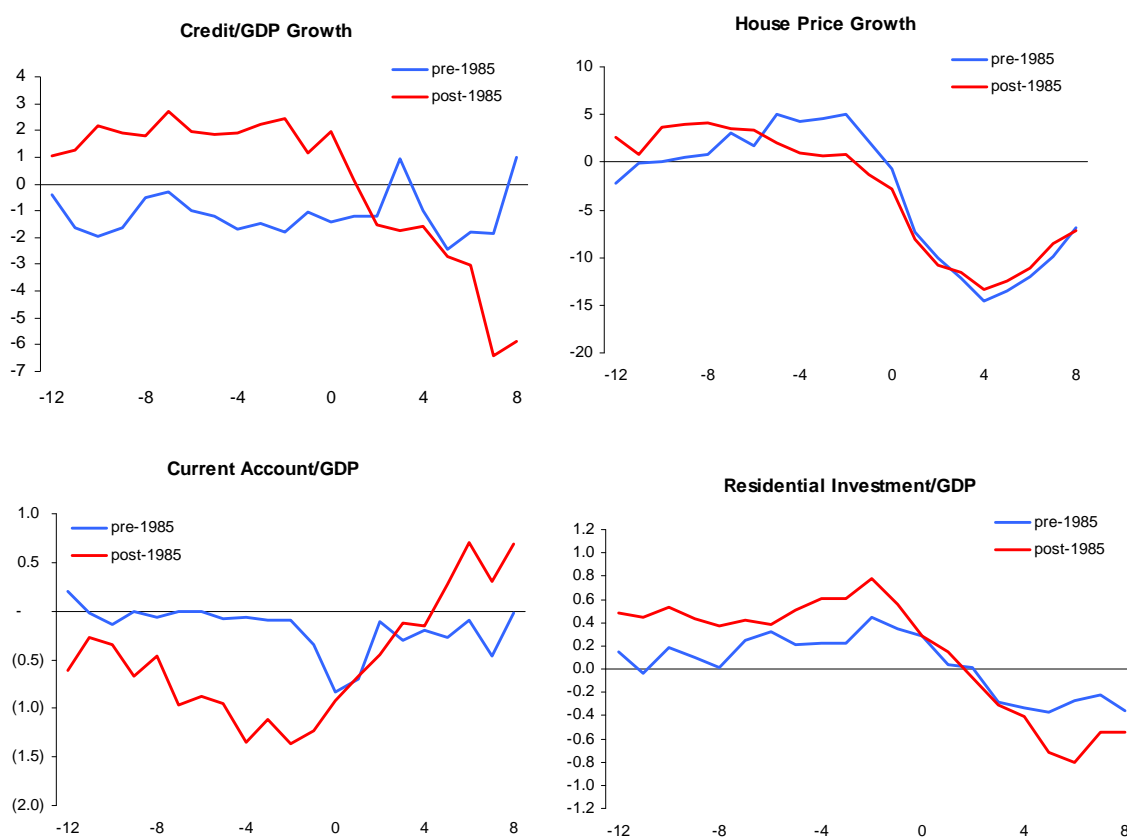 Credit/GDP Growth
pre-1985
post-1985
4
3
2
1
0
-1
-2
-3
-4
-5
-6
-7
-12 -8 -4 0 4 8
House Price Growth
pre-1985
post-1985
10
5
0
-5
-10
-15
-20
-12 -8 -4 0 4 8
Current Account/GDP
pre-1985
post-1985
1.0
0.5
-
(0.5)
(1.0)
(1.5)
(2.0)
-12 -8 -4 0 4 8
Residential Investment/GDP
pre-1985
post-1985
1.2
1.0
0.8
0.6
0.4
0.2
0.0
-0.2
-0.4
-0.6
-0.8
-1.0
-1.2
-12 -8 -4 0 4 8